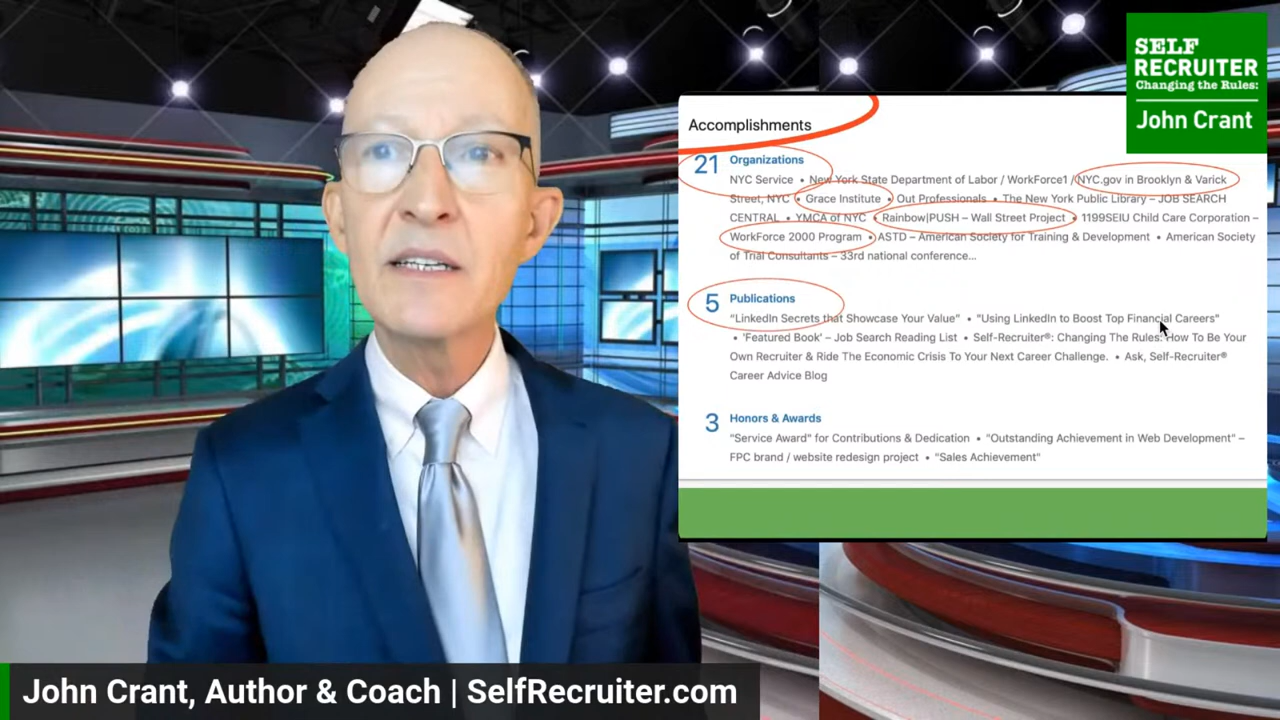 SELF
RECRUITER
Changing the Rules:
John Crant
Accomplishments
21 Organizations
NYC Service • New York State Department of Labor / WorkForce1 / NYC.gov in Brooklyn & Varick
Street, NYC • Grace Institute • Out Professionals • The New York Public Library – JOB SEARCH
CENTRAL • YMCA of NYC • Rainbow|PUSH – Wall Street Project • 1199SEIU Child Care Corporation –
WorkForce 2000 Program • ASTD – American Society for Training & Development • American Society
of Trial Consultants – 33rd national conference...
5 Publications
"LinkedIn Secrets that Showcase Your Value" • "Using LinkedIn to Boost Top Financial Careers"
• 'Featured Book' – Job Search Reading List • Self-Recruiter®: Changing The Rules: How To Be Your
Own Recruiter & Ride The Economic Crisis To Your Next Career Challenge. • Ask, Self-Recruiter®
Career Advice Blog
3 Honors & Awards
"Service Award" for Contributions & Dedication • "Outstanding Achievement in Web Development" –
FPC brand / website redesign project • "Sales Achievement"
John Crant, Author & Coach | SelfRecruiter.com